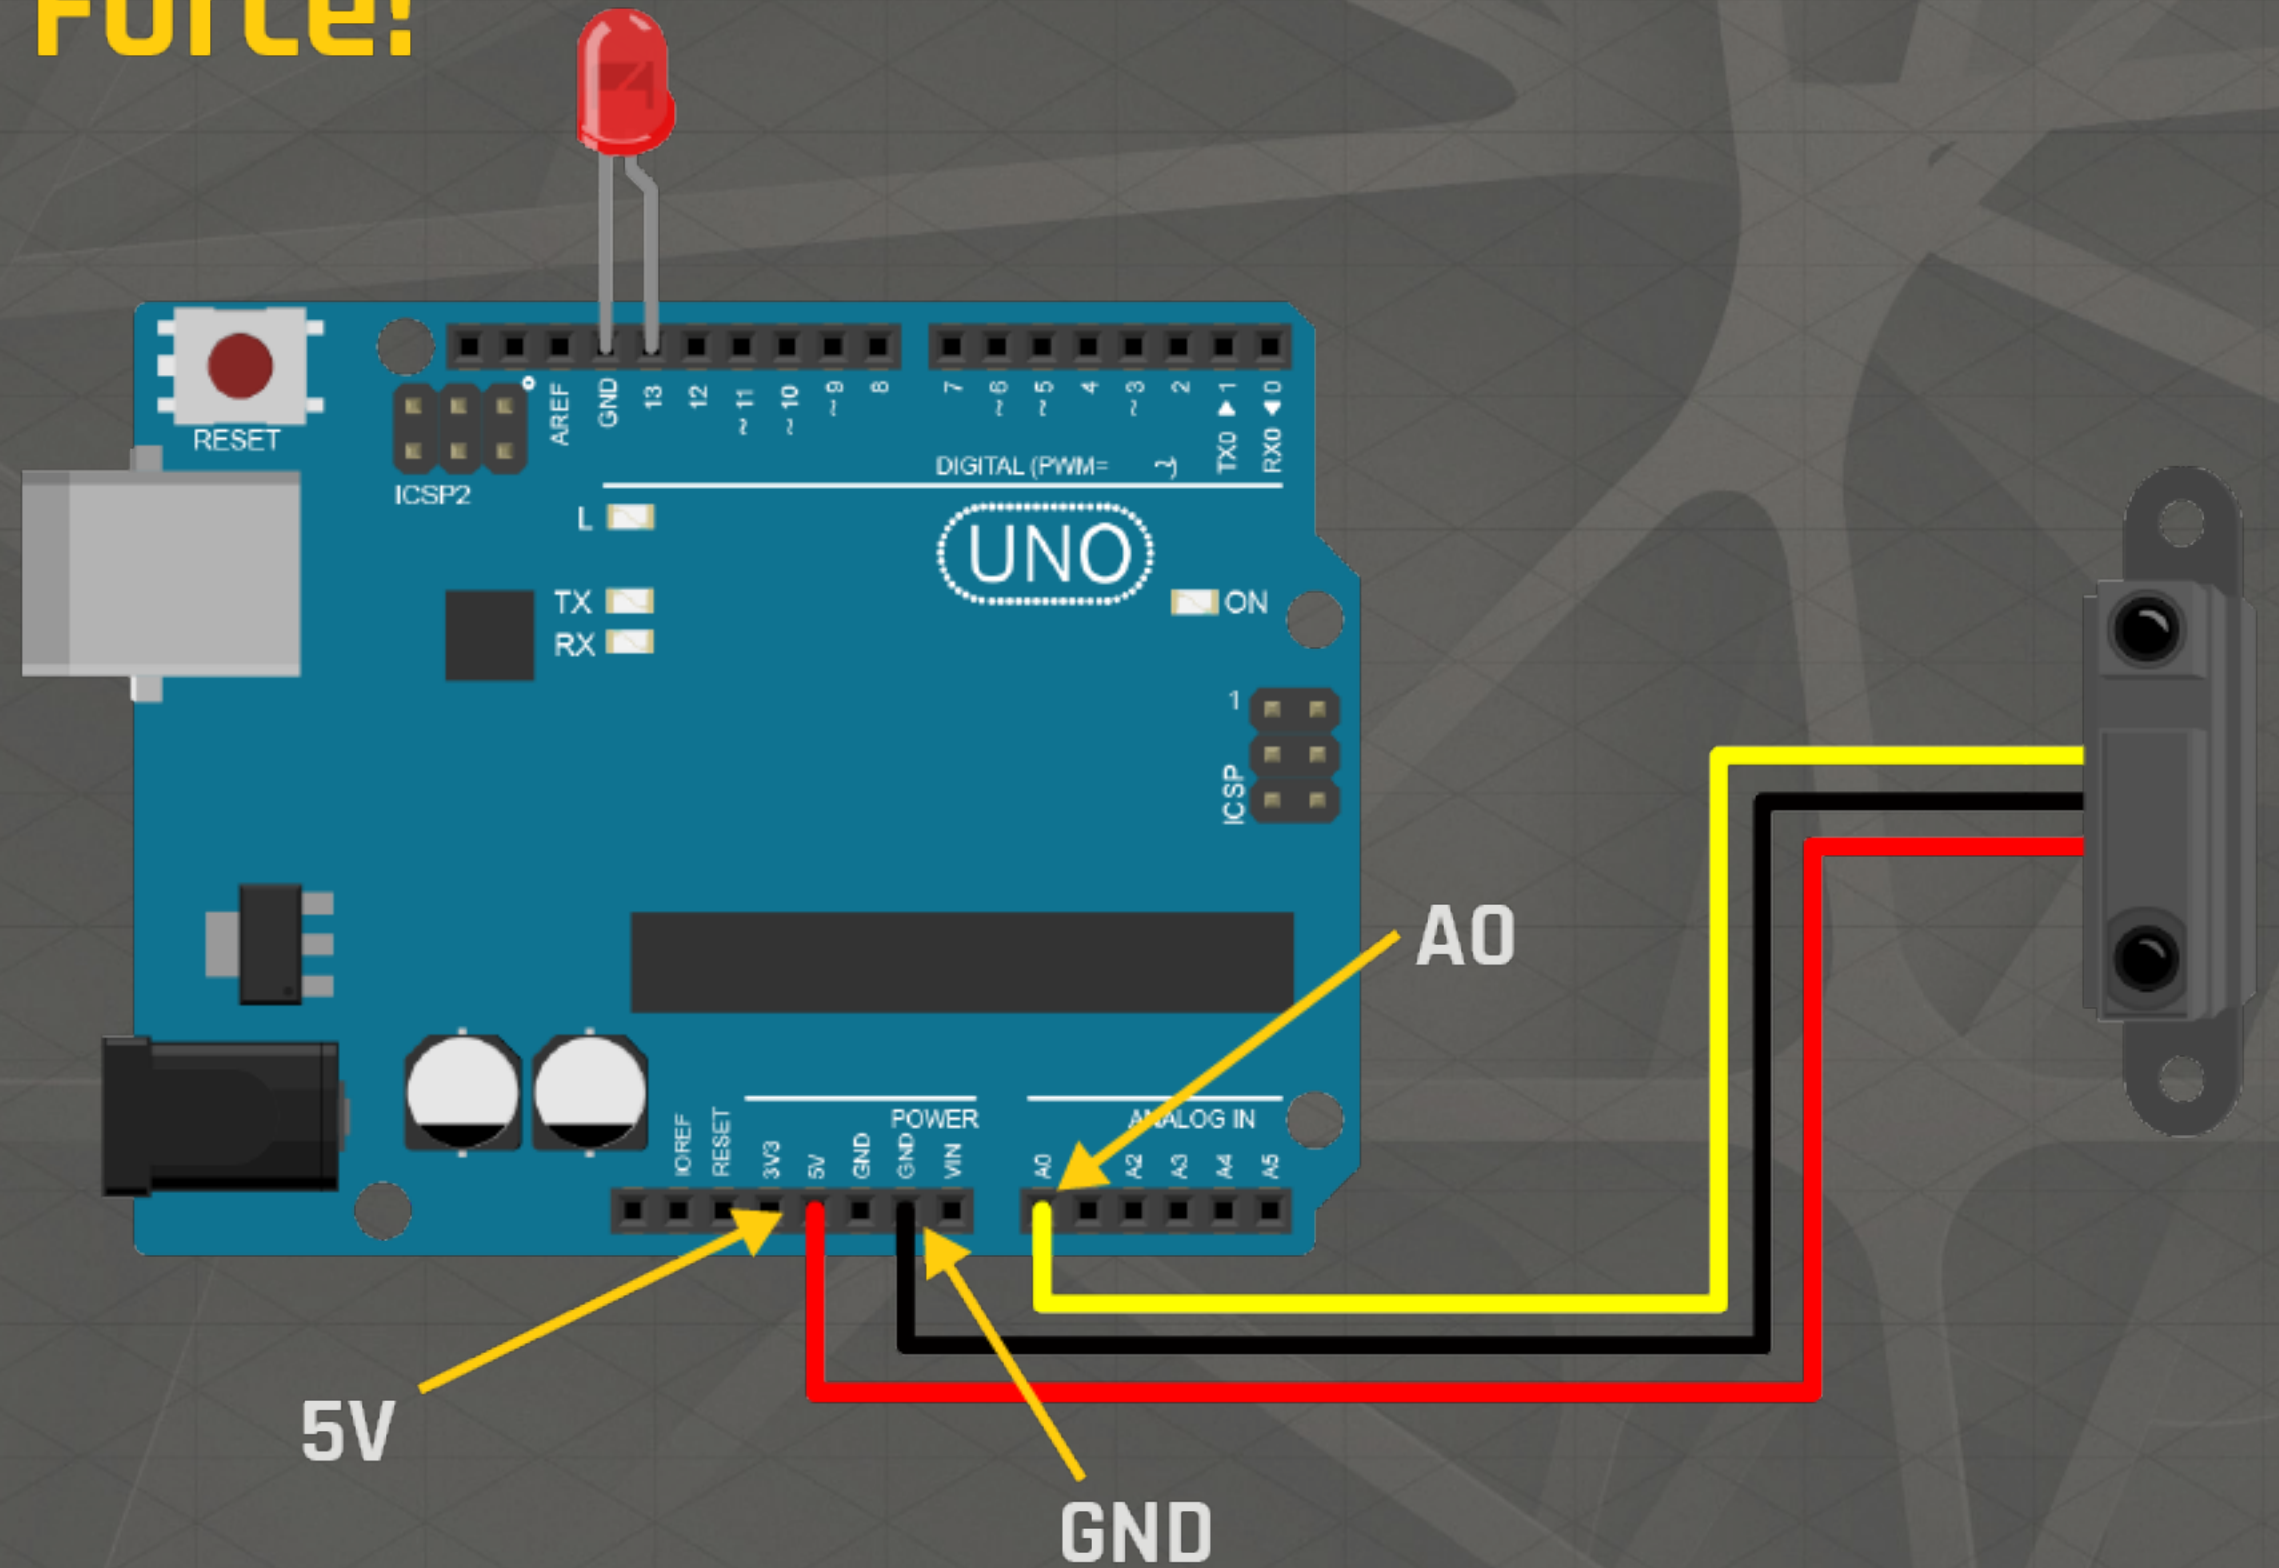 Force!
RESET
ICSP2
AREF
GND
13
12
~11
~10
~9
8
7
~6
~5
4
~3
2
TX0 ▶ 1
RX0 ◀ 0
DIGITAL (PWM= ~)
L
TX
RX
UNO
ON
1
ICSP
A0
POWER
ANALOG IN
IOREF
RESET
3V3
5V
GND
GND
VIN
A0
A2
A3
A4
A5
5V
GND